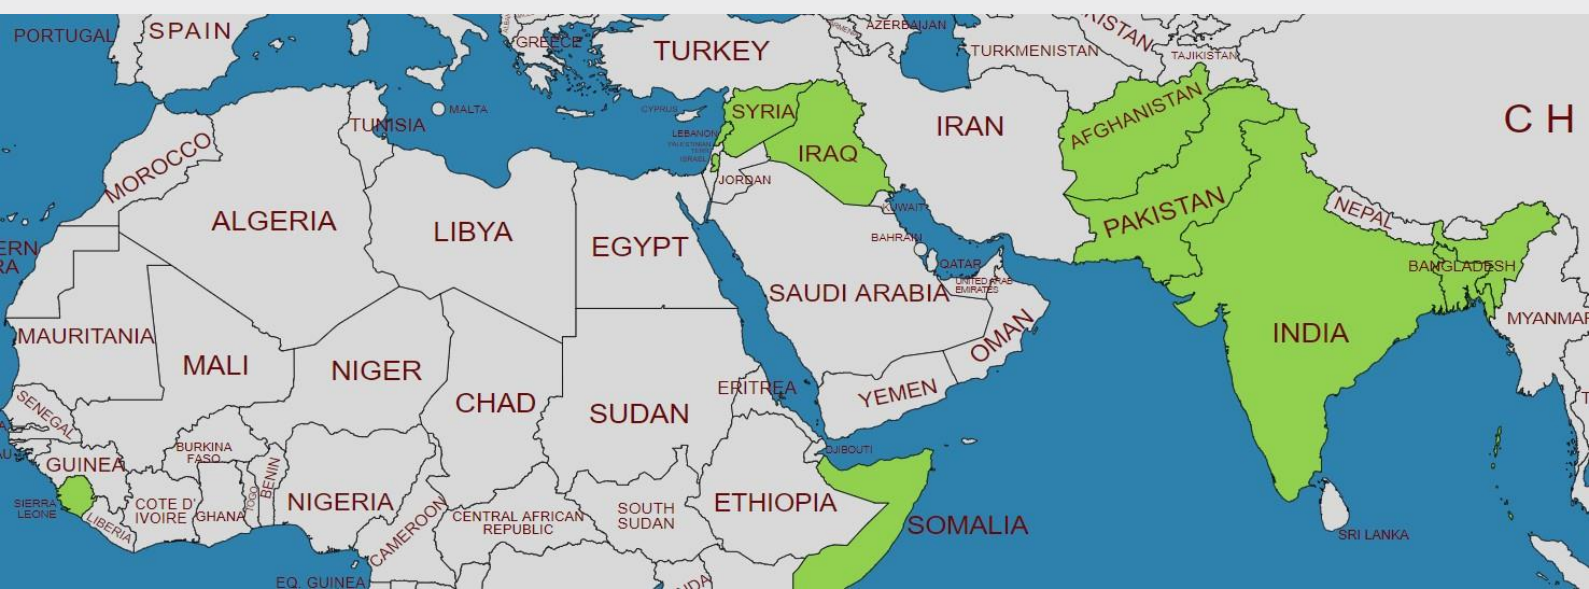 PORTUGAL
SPAIN
GREECE
TURKEY
AZERBAIJAN
TURKMENISTAN
TAJIKISTAN
MALTA
CYPRUS
SYRIA
AFGHANISTAN
C H
TUNISIA
LEBANON
ISRAEL
IRAQ
IRAN
MOROCCO
JORDAN
ALGERIA
LIBYA
EGYPT
KUWAIT
PAKISTAN
NEPAL
BAHRAIN
QATAR
BANGLADESH
UNITED ARAB
EMIRATES
SAUDI ARABIA
OMAN
MAURITANIA
INDIA
MYANMAR
MALI
NIGER
CHAD
SUDAN
ERITREA
YEMEN
SENEGAL
BURKINA
FASO
DJIBOUTI
GUINEA
SIERRA
LEONE
LIBERIA
COTE D'
IVOIRE
GHANA
TOGO
BENIN
NIGERIA
CAMEROON
CENTRAL AFRICAN
REPUBLIC
SOUTH
SUDAN
ETHIOPIA
SOMALIA
SRI LANKA
EQ. GUINEA